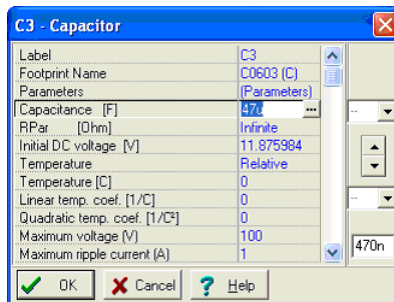 C3 - Capacitor
Label C3
Footprint Name C0603 (C)
Parameters (Parameters)
Capacitance [F] 47u ...
RPar [Ohm] Infinite
Initial DC voltage [V] 11.875984
Temperature Relative
Temperature [C] 0
Linear temp. coef. [1/C] 0
Quadratic temp. coef. [1/C²] 0
Maximum voltage (V) 100
Maximum ripple current (A) 1
--
--
470n
OK Cancel ? Help